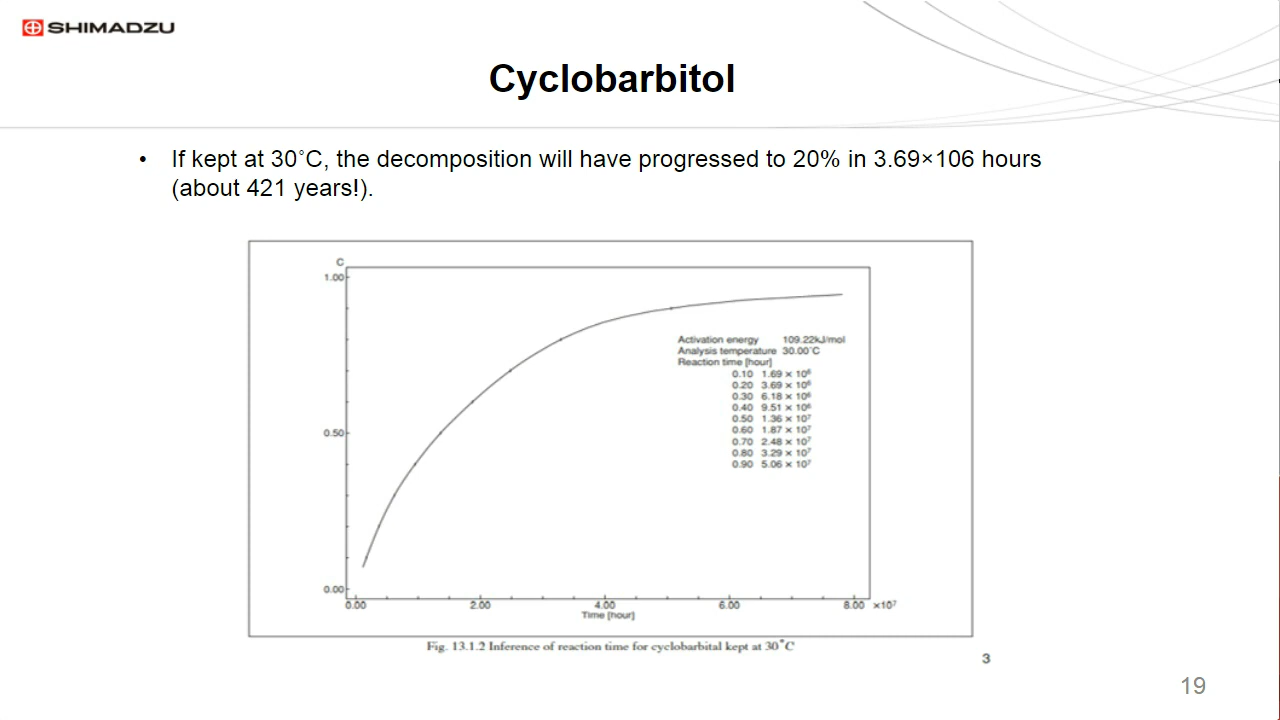 SHIMADZU
Cyclobarbitol
• If kept at 30°C, the decomposition will have progressed to 20% in 3.69×106 hours
(about 421 years!).
C
1.00
0.50
0.00
Activation energy 109.22kJ/mol
Analysis temperature 30.00°C
Reaction time [hour]
0.10 1.69 × 10⁶
0.20 3.69 × 10⁶
0.30 6.18 × 10⁶
0.40 9.51 × 10⁶
0.50 1.36 × 10⁷
0.60 1.87 × 10⁷
0.70 2.48 × 10⁷
0.80 3.29 × 10⁷
0.90 5.06 × 10⁷
0.00 2.00 4.00 6.00 8.00 ×10⁷
Time [hour]
Fig. 13.1.2 Inference of reaction time for cyclobarbital kept at 30°C
3
19